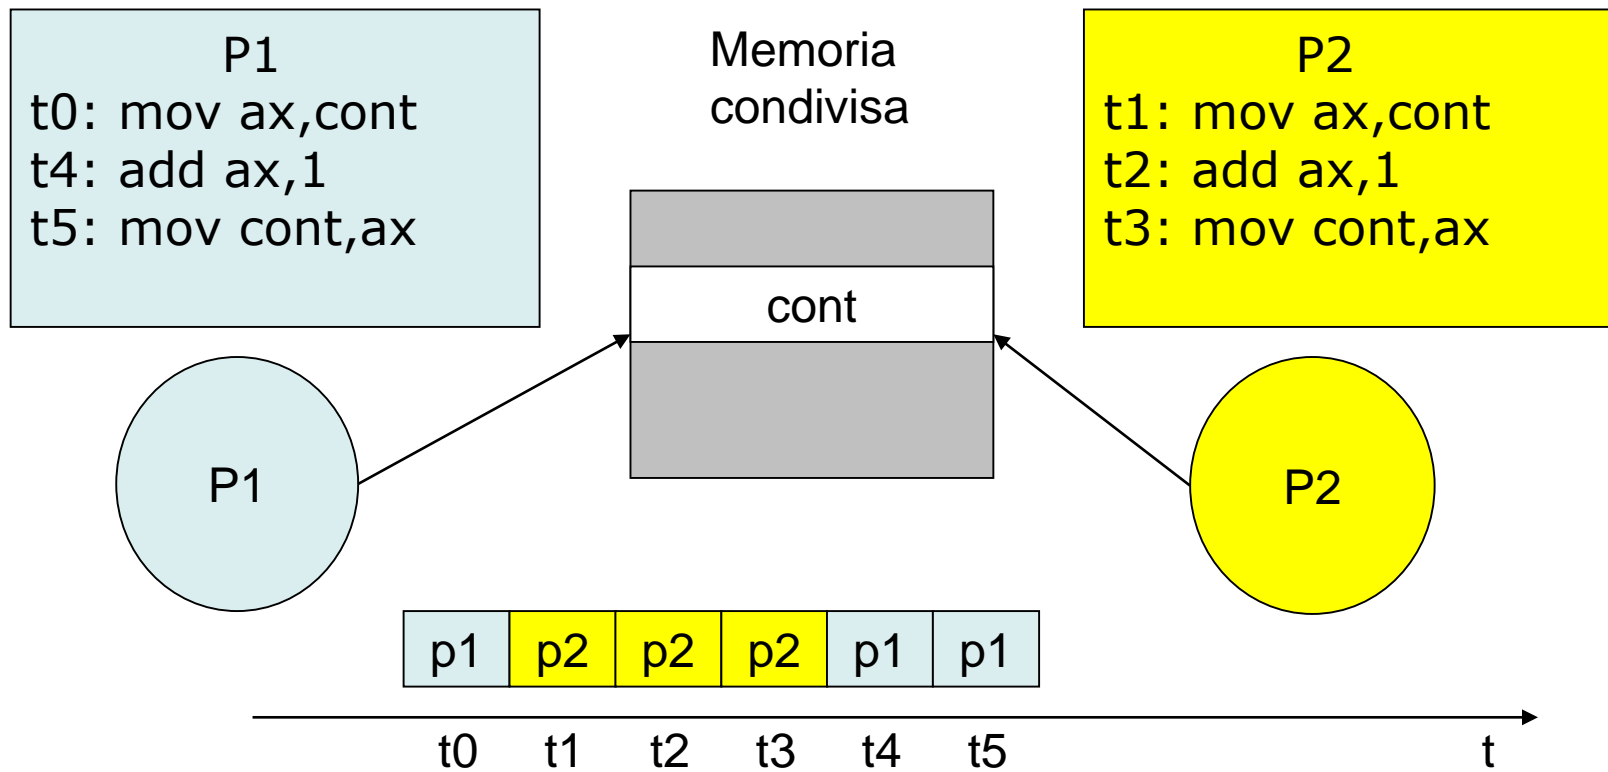 P1
t0: mov ax,cont
t4: add ax,1
t5: mov cont,ax
Memoria
condivisa
cont
P2
t1: mov ax,cont
t2: add ax,1
t3: mov cont,ax
P1
P2
p1 p2 p2 p2 p1 p1
t0 t1 t2 t3 t4 t5 t